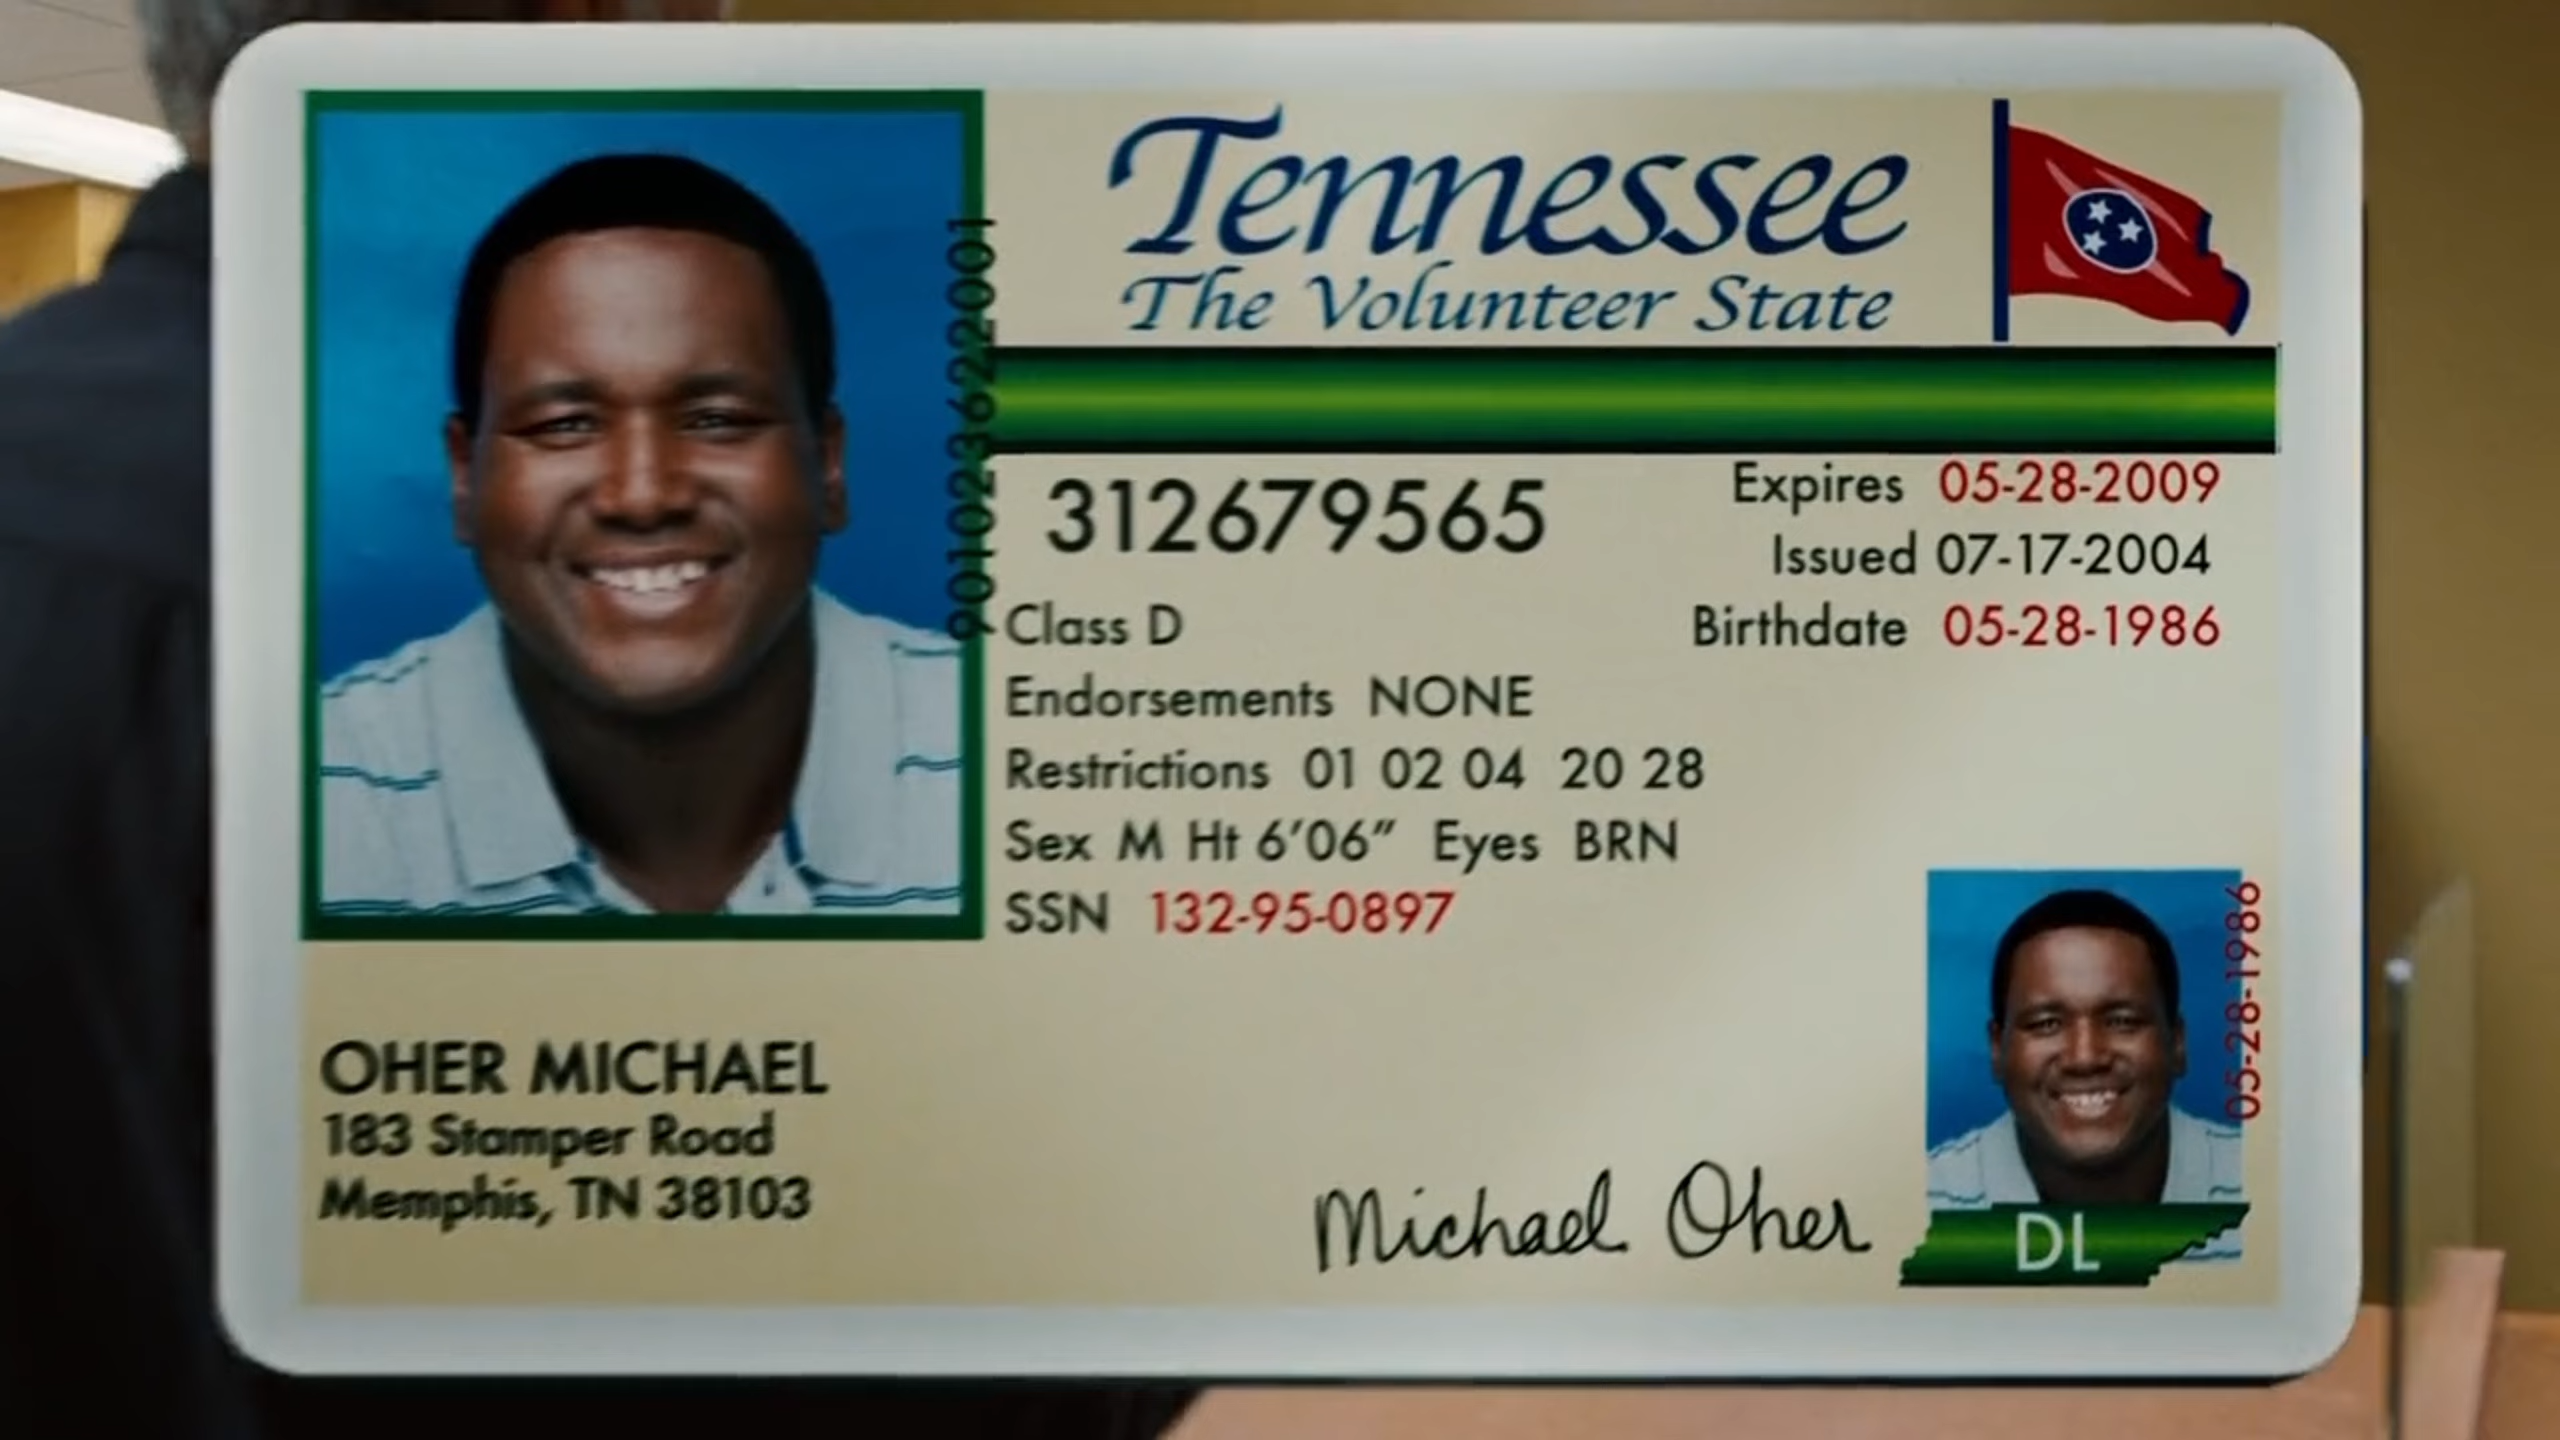 Tennessee
The Volunteer State
9010236222001
312679565
Expires 05-28-2009
Issued 07-17-2004
Class D
Birthdate 05-28-1986
Endorsements NONE
Restrictions 01 02 04 20 28
Sex M Ht 6'06" Eyes BRN
SSN 132-95-0897
05-28-1986
OHER MICHAEL
183 Stamper Road
Memphis, TN 38103
Michael Oher
DL